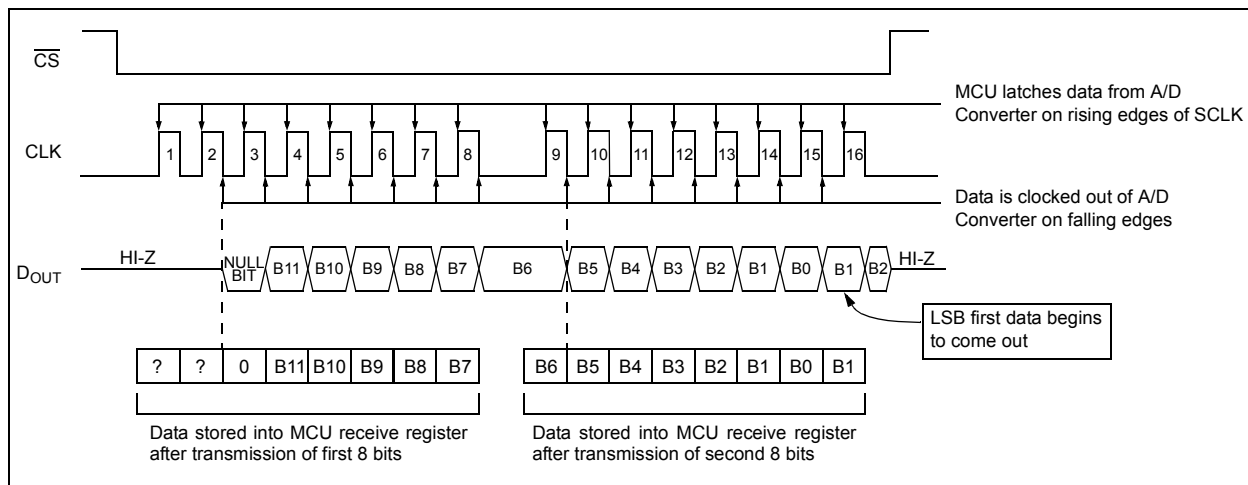 CS
MCU latches data from A/D
Converter on rising edges of SCLK
CLK
1 2 3 4 5 6 7 8 9 10 11 12 13 14 15 16
Data is clocked out of A/D
Converter on falling edges
DOUT
HI-Z
NULL
BIT
B11 B10 B9 B8 B7 B6 B5 B4 B3 B2 B1 B0 B1 B2
HI-Z
LSB first data begins
to come out
? ? 0 B11 B10 B9 B8 B7
B6 B5 B4 B3 B2 B1 B0 B1
Data stored into MCU receive register
after transmission of first 8 bits
Data stored into MCU receive register
after transmission of second 8 bits